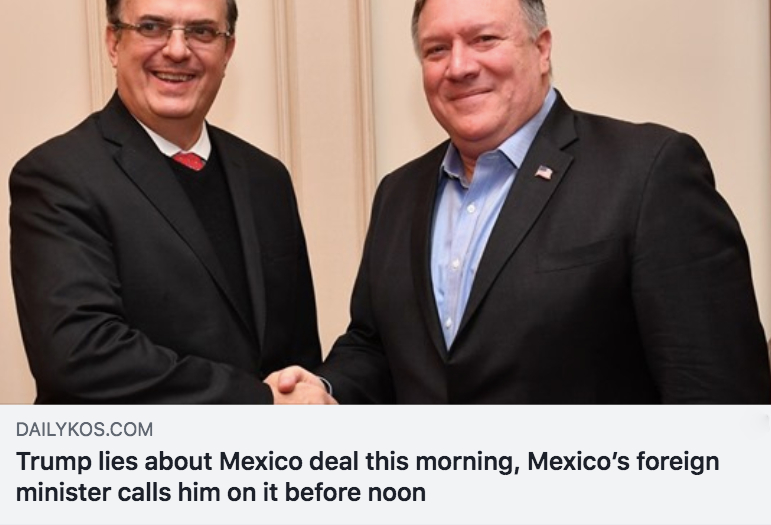 DAILYKOS.COM
Trump lies about Mexico deal this morning, Mexico's foreign
minister calls him on it before noon